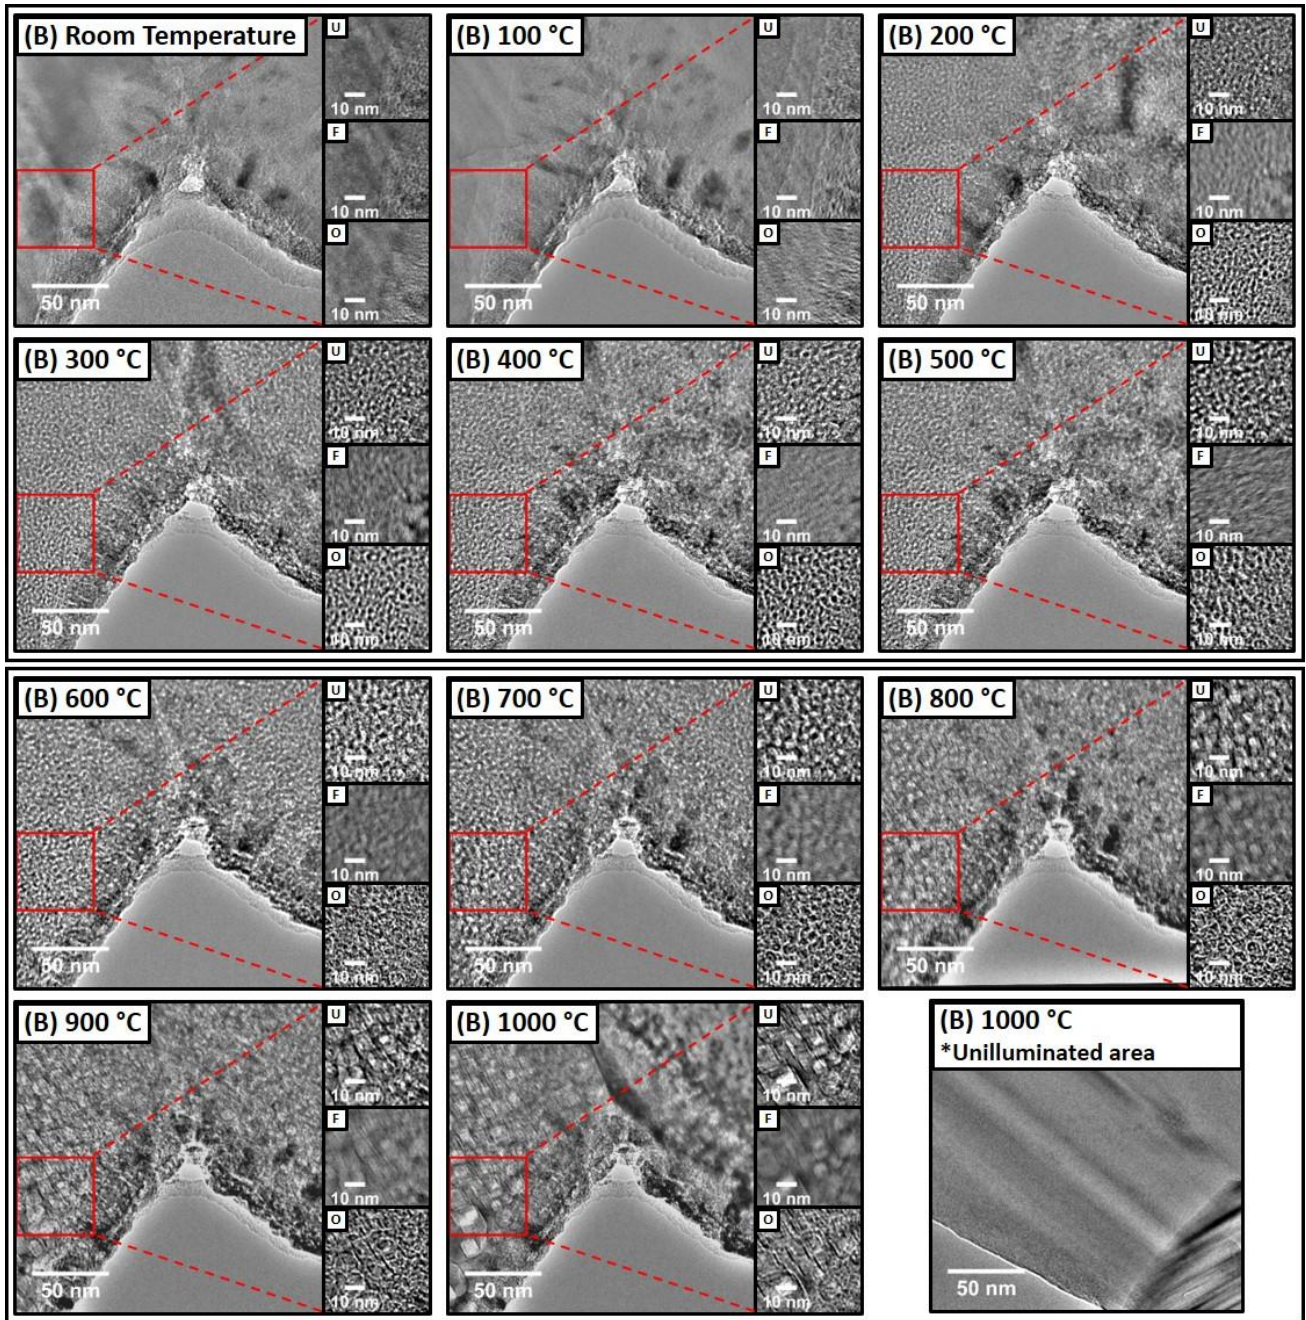 (B) Room Temperature
U
10 nm
F
10 nm
O
10 nm
50 nm
(B) 100 °C
U
10 nm
F
10 nm
O
10 nm
50 nm
(B) 200 °C
U
10 nm
F
10 nm
O
10 nm
50 nm
(B) 300 °C
U
10 nm
F
10 nm
O
10 nm
50 nm
(B) 400 °C
U
10 nm
F
10 nm
O
10 nm
50 nm
(B) 500 °C
U
10 nm
F
10 nm
O
10 nm
50 nm
(B) 600 °C
U
10 nm
F
10 nm
O
10 nm
50 nm
(B) 700 °C
U
10 nm
F
10 nm
O
10 nm
50 nm
(B) 800 °C
U
10 nm
F
10 nm
O
10 nm
50 nm
(B) 900 °C
U
10 nm
F
10 nm
O
10 nm
50 nm
(B) 1000 °C
U
10 nm
F
10 nm
O
10 nm
50 nm
(B) 1000 °C
*Unilluminated area
50 nm